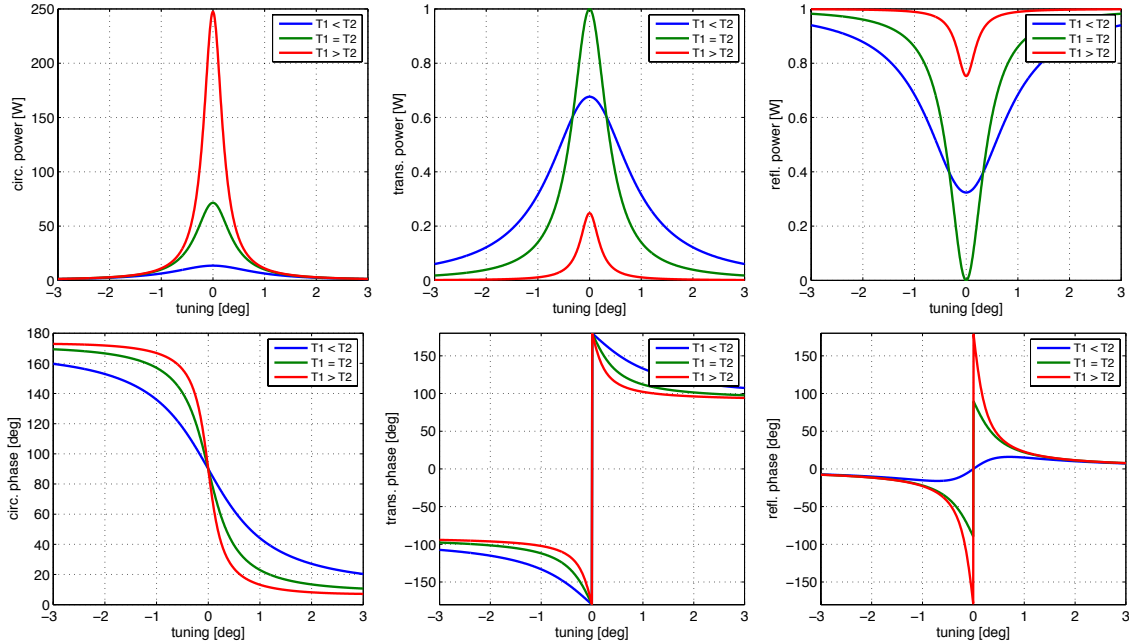 250
200
150
100
50
0
circ. power [W]
−3 −2 −1 0 1 2 3
tuning [deg]
T1 < T2
T1 = T2
T1 > T2
1
0.8
0.6
0.4
0.2
0
trans. power [W]
−3 −2 −1 0 1 2 3
tuning [deg]
T1 < T2
T1 = T2
T1 > T2
1
0.8
0.6
0.4
0.2
0
refl. power [W]
−3 −2 −1 0 1 2 3
tuning [deg]
T1 < T2
T1 = T2
T1 > T2
180
160
140
120
100
80
60
40
20
0
circ. phase [deg]
−3 −2 −1 0 1 2 3
tuning [deg]
T1 < T2
T1 = T2
T1 > T2
150
100
50
0
−50
−100
−150
trans. phase [deg]
−3 −2 −1 0 1 2 3
tuning [deg]
T1 < T2
T1 = T2
T1 > T2
150
100
50
0
−50
−100
−150
refl. phase [deg]
−3 −2 −1 0 1 2 3
tuning [deg]
T1 < T2
T1 = T2
T1 > T2